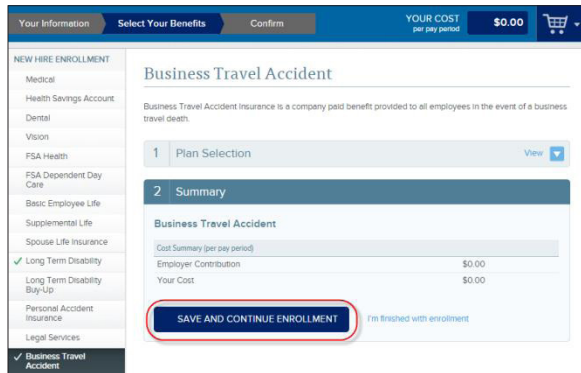 Your Information
Select Your Benefits
Confirm
YOUR COST
per pay period
$0.00
NEW HIRE ENROLLMENT
Medical
Health Savings Account
Dental
Vision
FSA Health
FSA Dependent Day
Care
Basic Employee Life
Supplemental Life
Spouse Life Insurance
Long Term Disability
Long Term Disability
Buy-Up
Personal Accident
Insurance
Legal Services
Business Travel
Accident
Business Travel Accident
Business Travel Accident Insurance is a company paid benefit provided to all employees in the event of a business
travel death.
1 Plan Selection
View
2 Summary
Business Travel Accident
Cost Summary (per pay period)
Employer Contribution $0.00
Your Cost $0.00
SAVE AND CONTINUE ENROLLMENT
I'm finished with enrollment